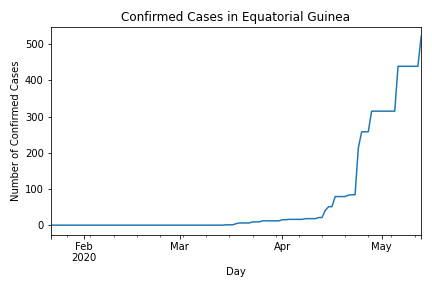 Confirmed Cases in Equatorial Guinea
Number of Confirmed Cases
500
400
300
200
100
0
Feb
2020
Mar
Apr
May
Day